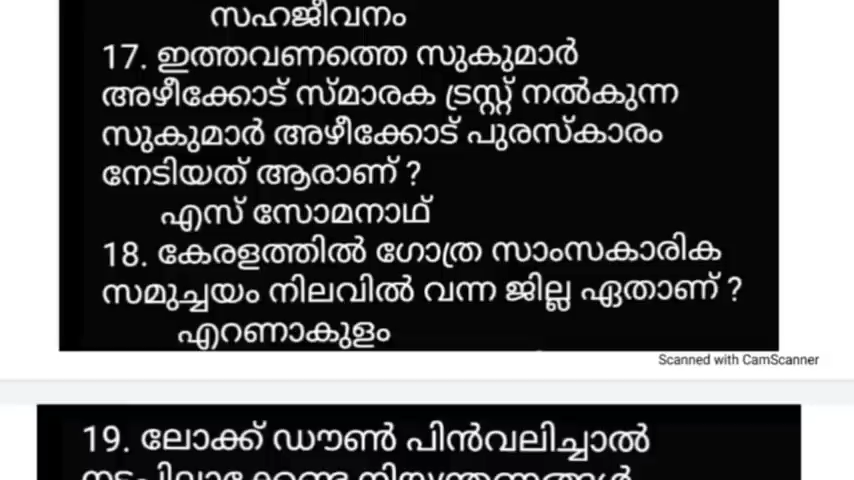 സഹജീവനം
17. ഇത്തവണത്തെ സുകുമാർ
അഴീക്കോട് സ്മാരക ട്രസ്റ്റ് നൽകുന്ന
സുകുമാർ അഴീക്കോട് പുരസ്കാരം
നേടിയത് ആരാണ് ?
എസ് സോമനാഥ്
18. കേരളത്തിൽ ഗോത്ര സാംസകാരിക
സമുച്ചയം നിലവിൽ വന്ന ജില്ല ഏതാണ് ?
എറണാകുളം
Scanned with CamScanner
19. ലോക്ക് ഡൗൺ പിൻവലിച്ചാൽ